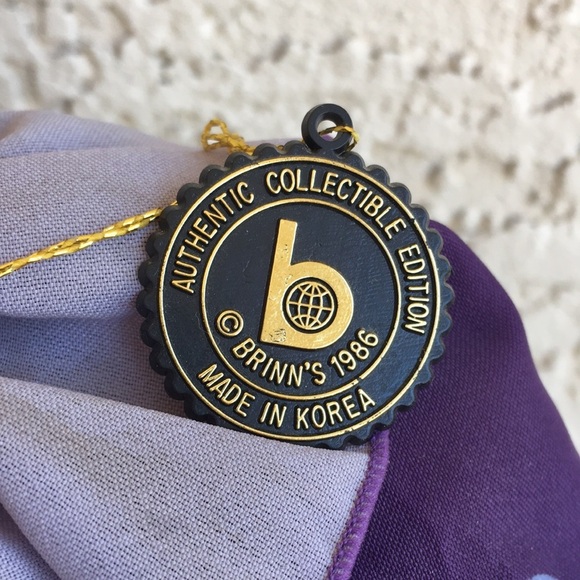 AUTHENTIC COLLECTIBLE EDITION
b
© BRINN'S 1986
MADE IN KOREA